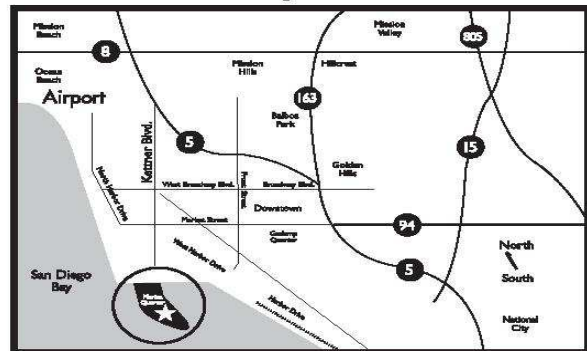 Mission
Beach
Mission
Valley
805
8
Ocean
Beach
Mission
Hills
Hillcrest
Airport
163
Balboa
Park
Kettner Blvd.
5
15
Golden
Hills
North Harbor Drive
Front Street
West Broadway Blvd.
Broadway Blvd.
Downtown
Market Street
94
Gaslamp
Quarter
West Harbor Drive
North
South
5
San Diego
Bay
Harbor Drive
National
City